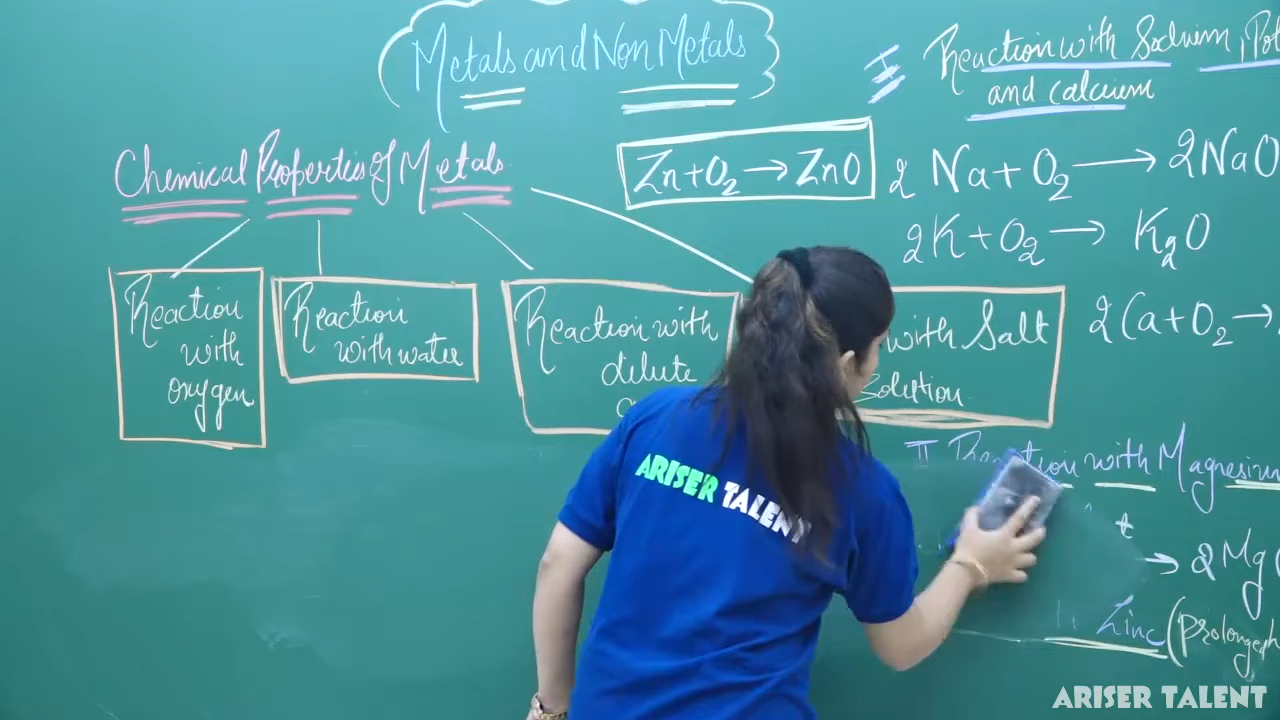 Metals and Non Metals
Chemical Properties of Metals
Reaction
with
oxygen
Reaction
with water
Reaction with
dilute
with Salt
Solution
Zn + O₂ → ZnO
I Reaction with Sodium, Pot
and calcium
2 Na + O₂ → 2NaO
2K + O₂ → K₂O
2Ca + O₂ →
II with Magnesium
t
→ 2Mg
Zinc (Prolonged
ARISER TALENT
ARISER TALENT